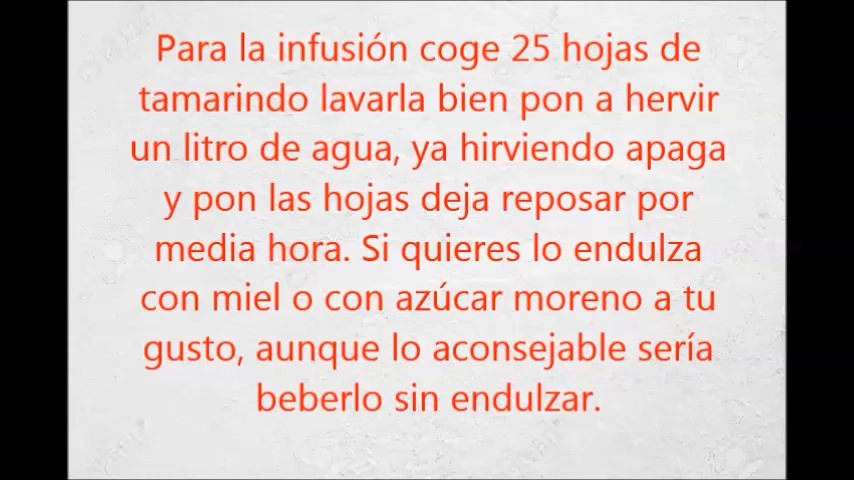 Para la infusión coge 25 hojas de
tamarindo lavarla bien pon a hervir
un litro de agua, ya hirviendo apaga
y pon las hojas deja reposar por
media hora. Si quieres lo endulza
con miel o con azúcar moreno a tu
gusto, aunque lo aconsejable sería
beberlo sin endulzar.